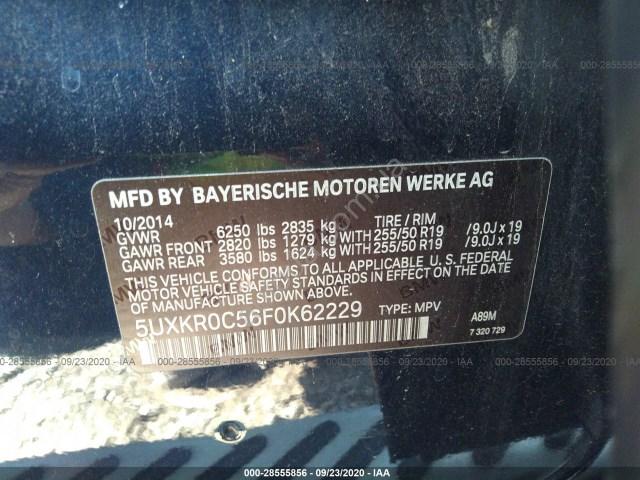 000-28555856 | 09/23/2020 - IAA
MFD BY BAYERISCHE MOTOREN WERKE AG
10/2014 TIRE / RIM
GVWR 6250 lbs 2835 kg
GAWR FRONT 2820 lbs 1279 kg WITH 255/50 R19 /9.0J x 19
GAWR REAR 3580 lbs 1624 kg WITH 255/50 R19 /9.0J x 19
THIS VEHICLE CONFORMS TO ALL APPLICABLE U. S. FEDERAL
MOTOR VEHICLE SAFETY STANDARDS IN EFFECT ON THE DATE OF
MANUFACTURE SHOWN ABOVE.
5UXKR0C56F0K62229 TYPE: MPV A89M
7 320 729
000-28555856 - 09/23/2020 - IAA